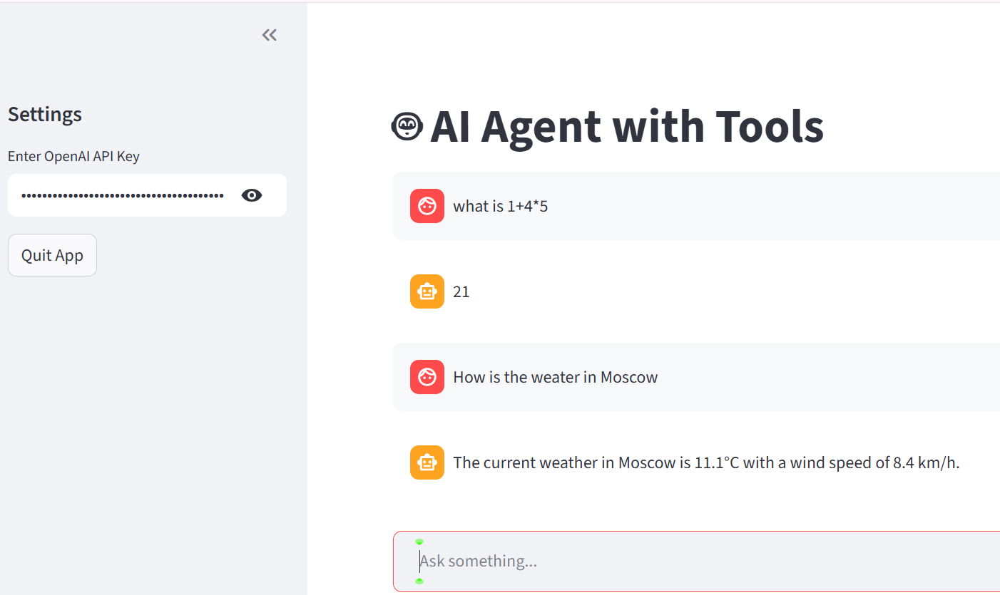 Settings
Enter OpenAI API Key
••••••••••••••••••••••••••••••••••••••
Quit App
AI Agent with Tools
what is 1+4*5
21
How is the weater in Moscow
The current weather in Moscow is 11.1°C with a wind speed of 8.4 km/h.
Ask something...